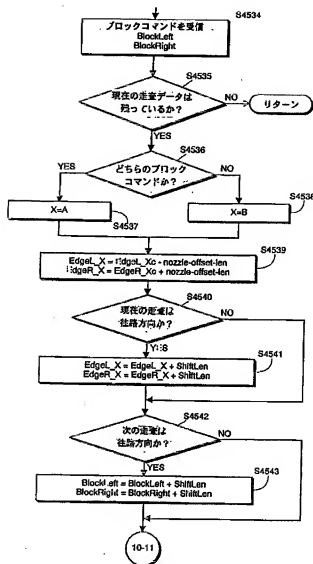 S4534
ブロックコマンドを受信
BlockLeft
BlockRight
S4535
現在の走査データは
残っているか?
NO
リターン
YES
S4536
YES
どちらのブロック
コマンドか?
NO
X=A
S4537
X=B
S4538
S4539
EdgeL_X = EdgeL_Xc - nozzle-offset-len
EdgeR_X = EdgeR_Xc + nozzle-offset-len
S4540
現在の走査は
往路方向か?
NO
YES
S4541
EdgeL_X = EdgeL_X + ShiftLen
EdgeR_X = EdgeR_X + ShiftLen
S4542
次の走査は
往路方向か?
NO
YES
S4543
BlockLeft = BlockLeft + ShiftLen
BlockRight = BlockRight + ShiftLen
10-11